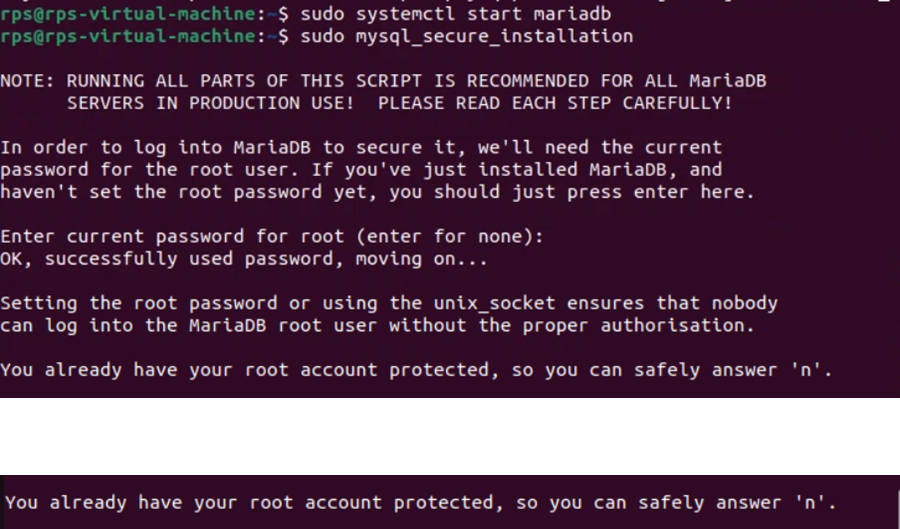 rps@rps-virtual-machine:~$ sudo systemctl start mariadb
rps@rps-virtual-machine:~$ sudo mysql_secure_installation
NOTE: RUNNING ALL PARTS OF THIS SCRIPT IS RECOMMENDED FOR ALL MariaDB
SERVERS IN PRODUCTION USE!  PLEASE READ EACH STEP CAREFULLY!
In order to log into MariaDB to secure it, we'll need the current
password for the root user. If you've just installed MariaDB, and
haven't set the root password yet, you should just press enter here.
Enter current password for root (enter for none):
OK, successfully used password, moving on...
Setting the root password or using the unix_socket ensures that nobody
can log into the MariaDB root user without the proper authorisation.
You already have your root account protected, so you can safely answer 'n'.
You already have your root account protected, so you can safely answer 'n'.